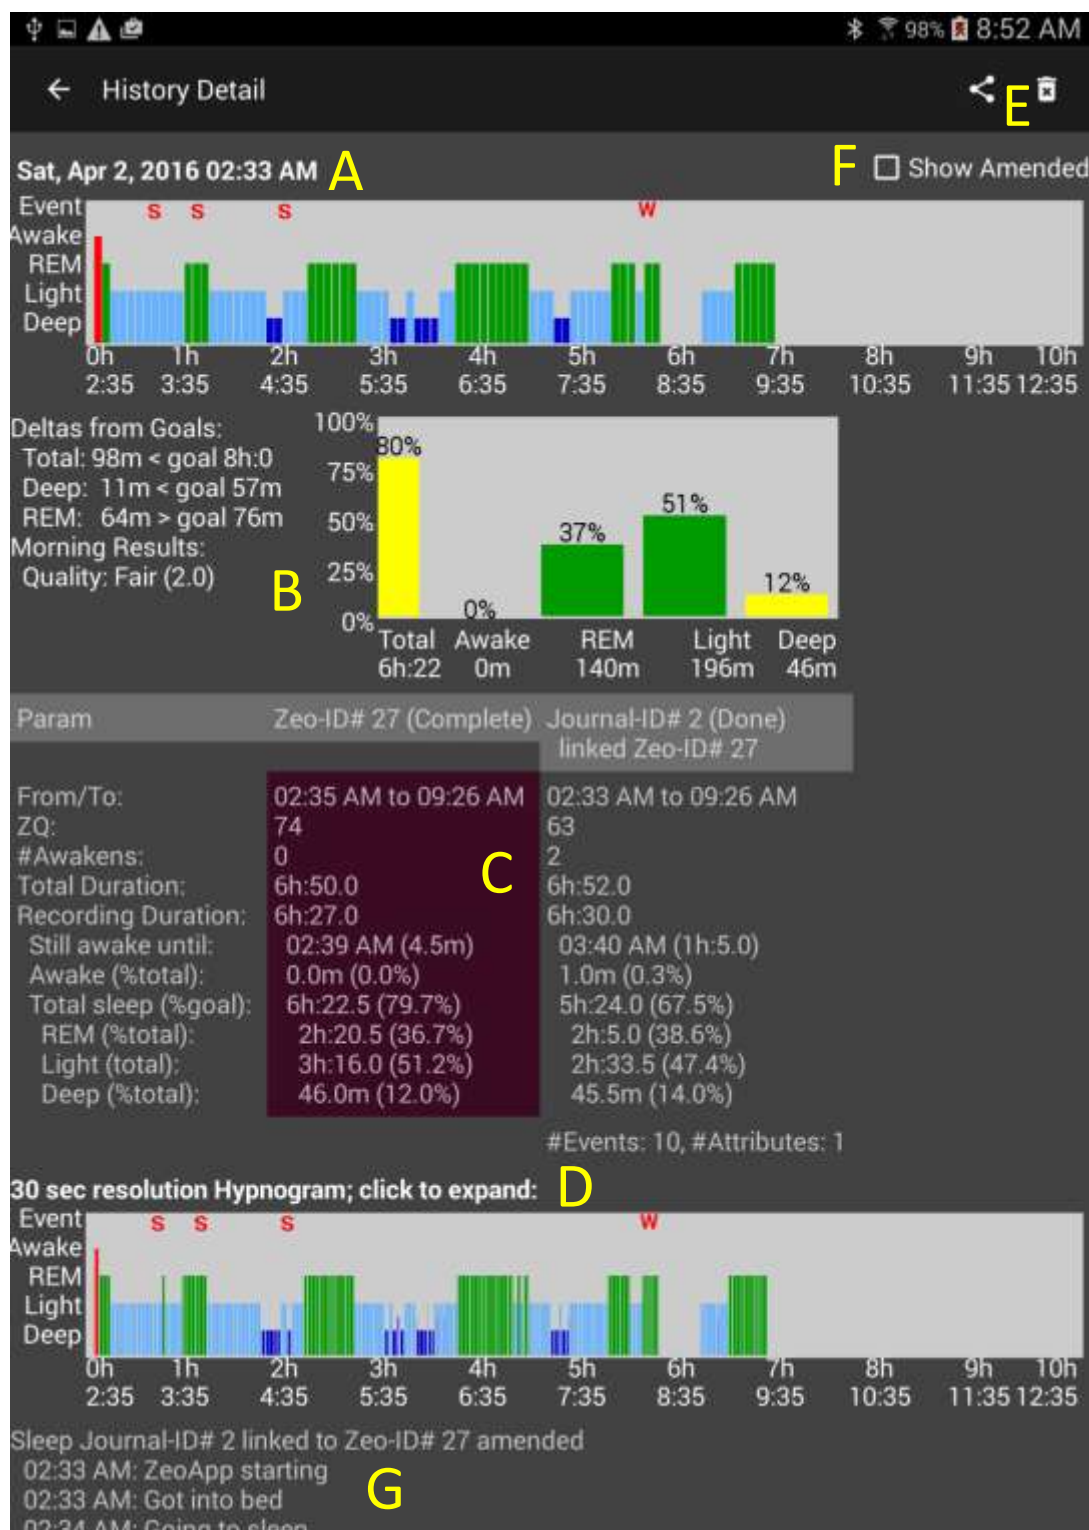 98% 8:52 AM
History Detail
E
Sat, Apr 2, 2016 02:33 AM A F Show Amended
Event S S S W
Awake
REM
Light
Deep
0h 1h 2h 3h 4h 5h 6h 7h 8h 9h 10h
2:35 3:35 4:35 5:35 6:35 7:35 8:35 9:35 10:35 11:35 12:35
Deltas from Goals:
Total: 98m < goal 8h:0
Deep: 11m < goal 57m
REM: 64m > goal 76m
Morning Results:
Quality: Fair (2.0)
B
100%
75%
50%
25%
0%
80% 0% 37% 51% 12%
Total Awake REM Light Deep
6h:22 0m 140m 196m 46m
Param Zeo-ID# 27 (Complete) Journal-ID# 2 (Done)
linked Zeo-ID# 27
From/To: 02:35 AM to 09:26 AM 02:33 AM to 09:26 AM
ZQ: 74 63
#Awakens: 0 2
C
Total Duration: 6h:50.0 6h:52.0
Recording Duration: 6h:27.0 6h:30.0
Still awake until: 02:39 AM (4.5m) 03:40 AM (1h:5.0)
Awake (%total): 0.0m (0.0%) 1.0m (0.3%)
Total sleep (%goal): 6h:22.5 (79.7%) 5h:24.0 (67.5%)
REM (%total): 2h:20.5 (36.7%) 2h:5.0 (38.6%)
Light (total): 3h:16.0 (51.2%) 2h:33.5 (47.4%)
Deep (%total): 46.0m (12.0%) 45.5m (14.0%)
#Events: 10, #Attributes: 1
30 sec resolution Hypnogram; click to expand: D
Event S S S W
Awake
REM
Light
Deep
0h 1h 2h 3h 4h 5h 6h 7h 8h 9h 10h
2:35 3:35 4:35 5:35 6:35 7:35 8:35 9:35 10:35 11:35 12:35
Sleep Journal-ID# 2 linked to Zeo-ID# 27 amended
02:33 AM: ZeoApp starting
G
02:33 AM: Got into bed
02:34 AM: Going to sleep